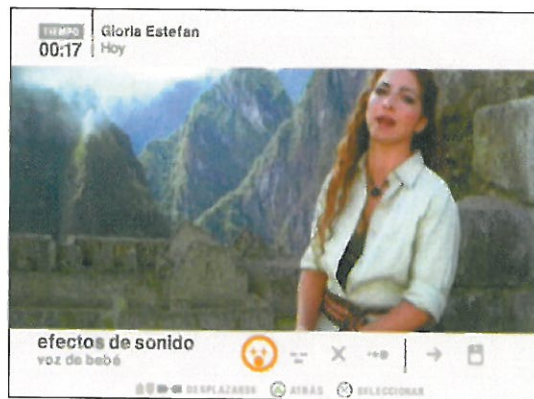 TIEMPO
00:17
Gloria Estefan
Hoy
efectos de sonido
voz de bebé
DESPLAZARSE ATRÁS SELECCIONAR